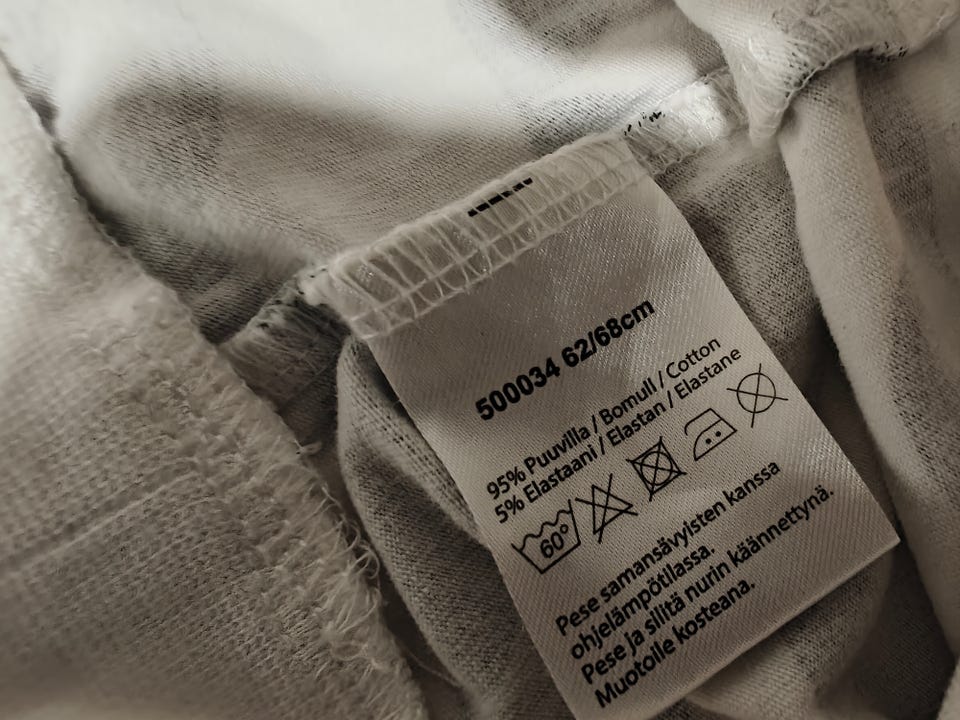 500034 62/68cm
95% Puuvilla / Bomull / Cotton
5% Elastaani / Elastan / Elastane
60°
Pese samansävyisten kanssa
ohjelämpötilassa.
Pese ja silitä nurin käännettynä.
Muotoile kosteana.